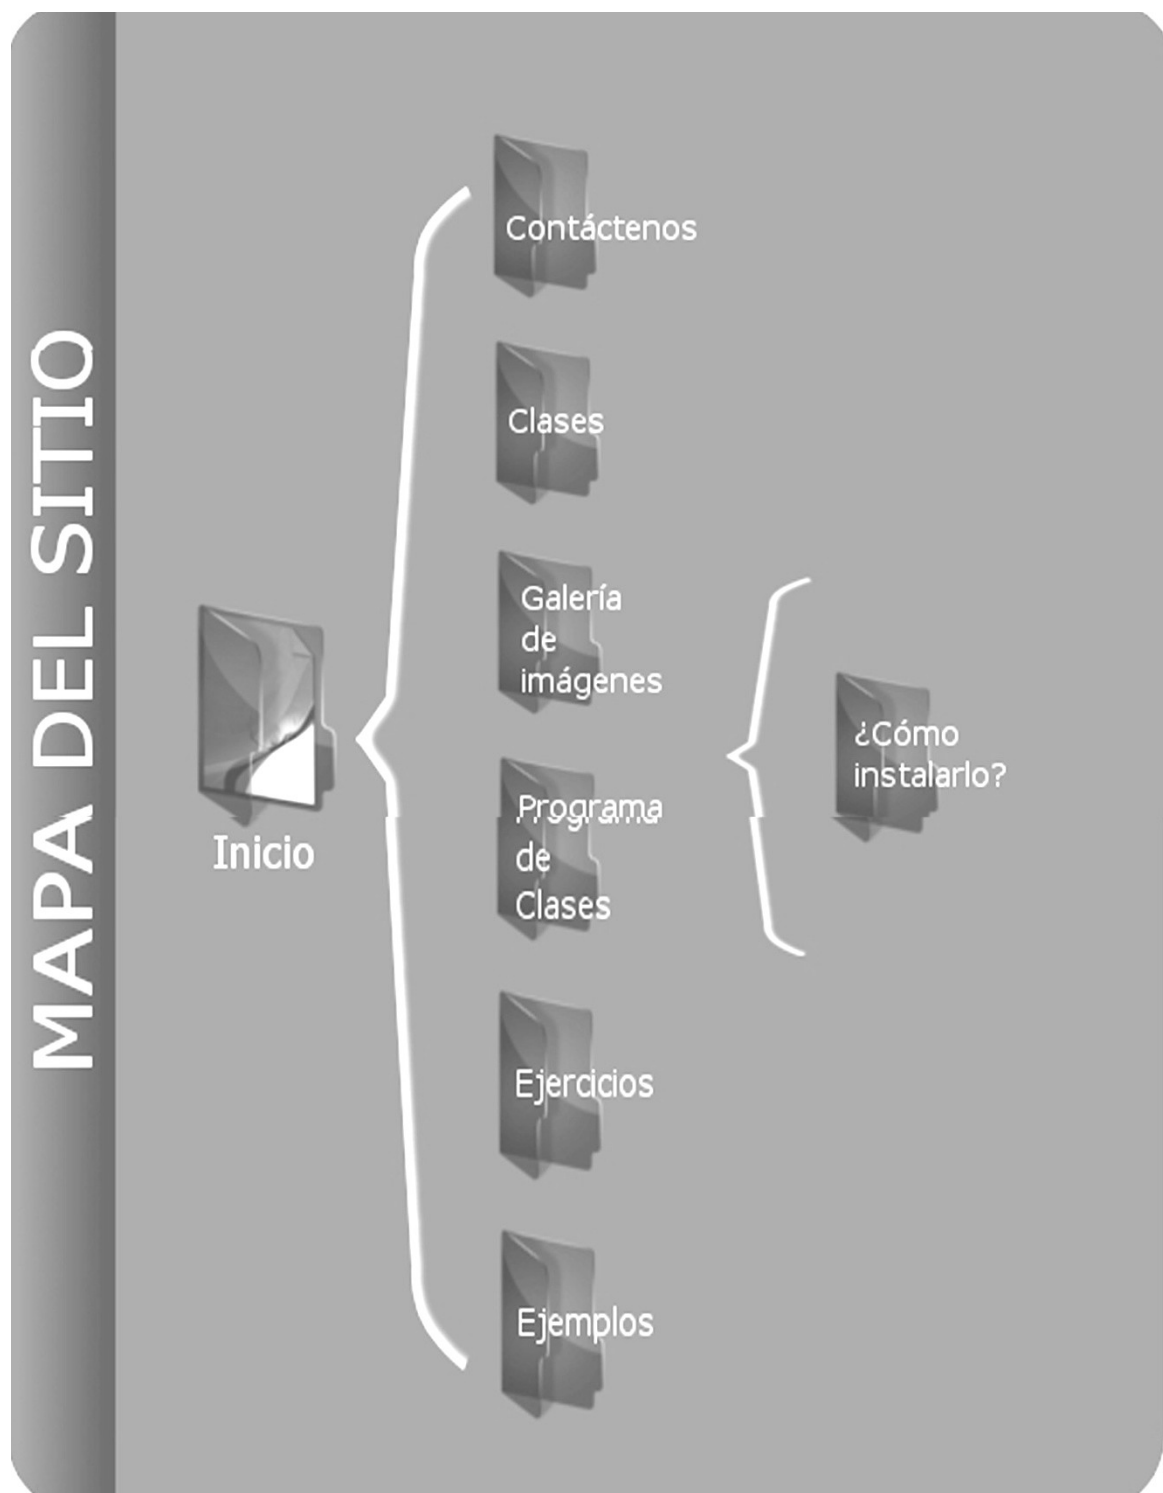 MAPA DEL SITIO
Inicio
Contáctenos
Clases
Galería
de
imágenes
Programa
de
Clases
Ejercicios
Ejemplos
¿Cómo
instalarlo?